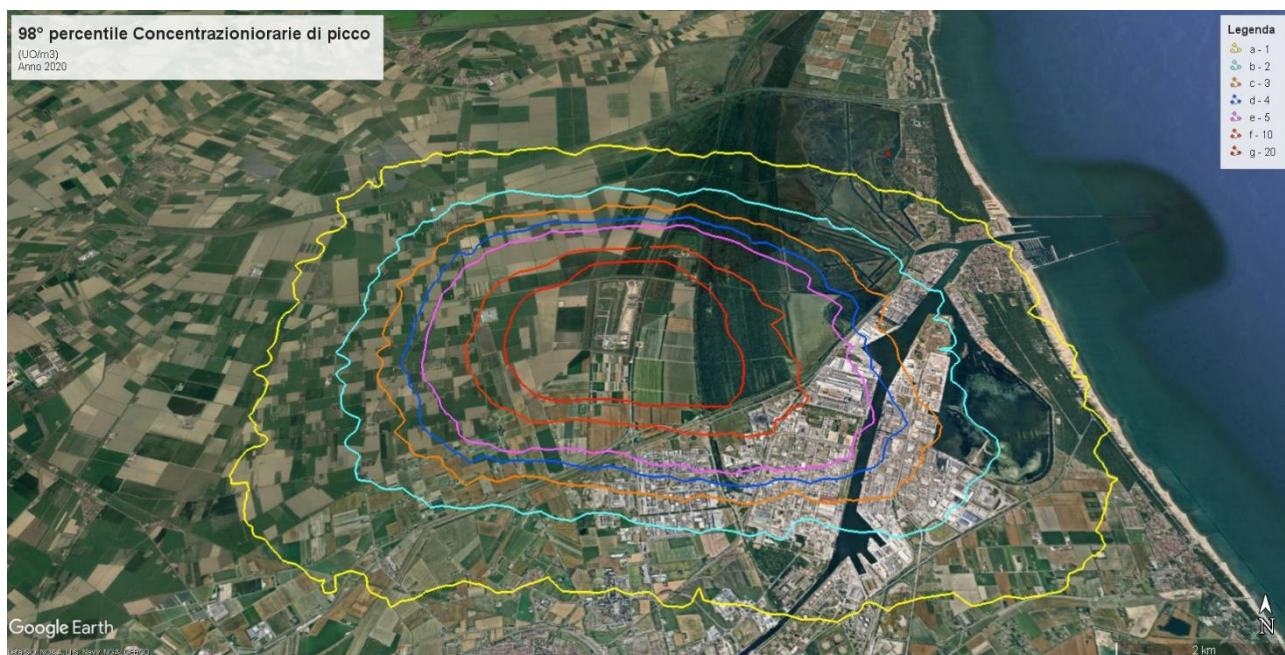 98° percentile Concentrazioniorarie di picco
(UO/m3)
Anno 2020
Legenda
a - 1
b - 2
c - 3
d - 4
e - 5
f - 10
g - 20
Google Earth
N
2 km